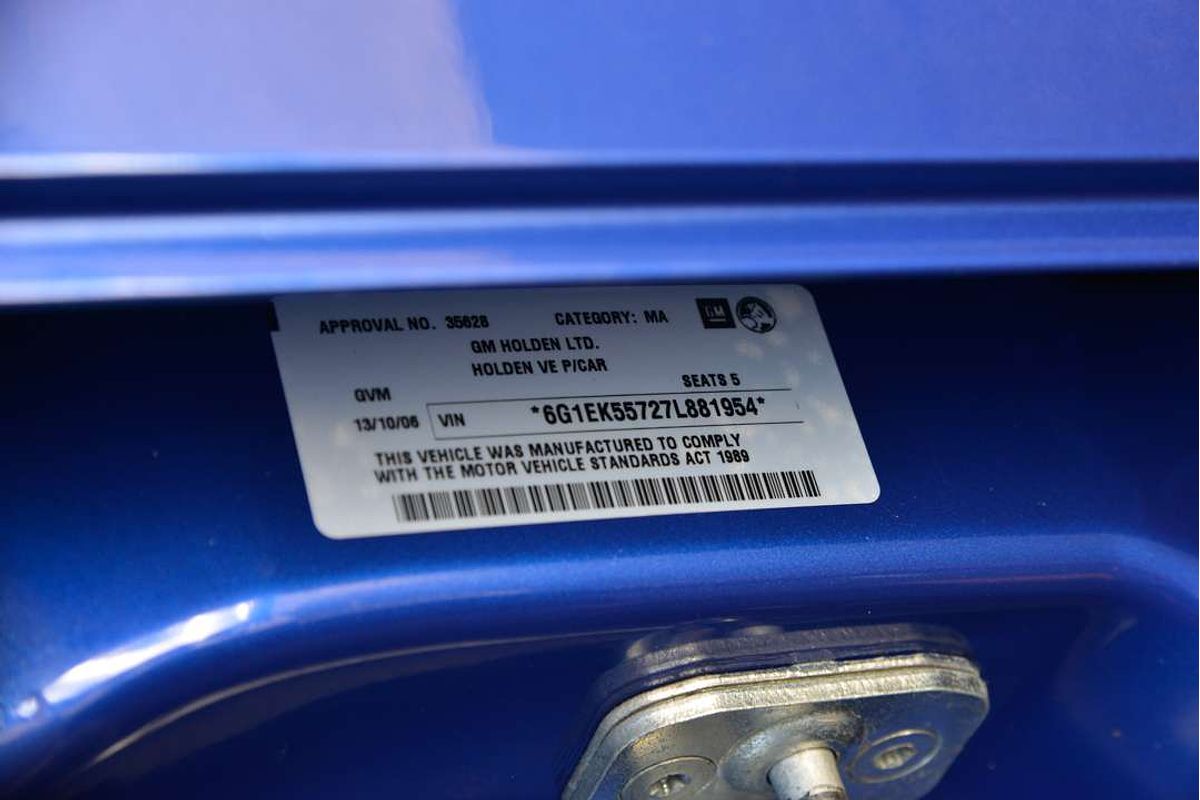 APPROVAL NO. 35628 CATEGORY: MA GM
GM HOLDEN LTD.
HOLDEN VE P/CAR
GVM SEATS 5
13/10/06 VIN *6G1EK55727L881954*
THIS VEHICLE WAS MANUFACTURED TO COMPLY
WITH THE MOTOR VEHICLE STANDARDS ACT 1989